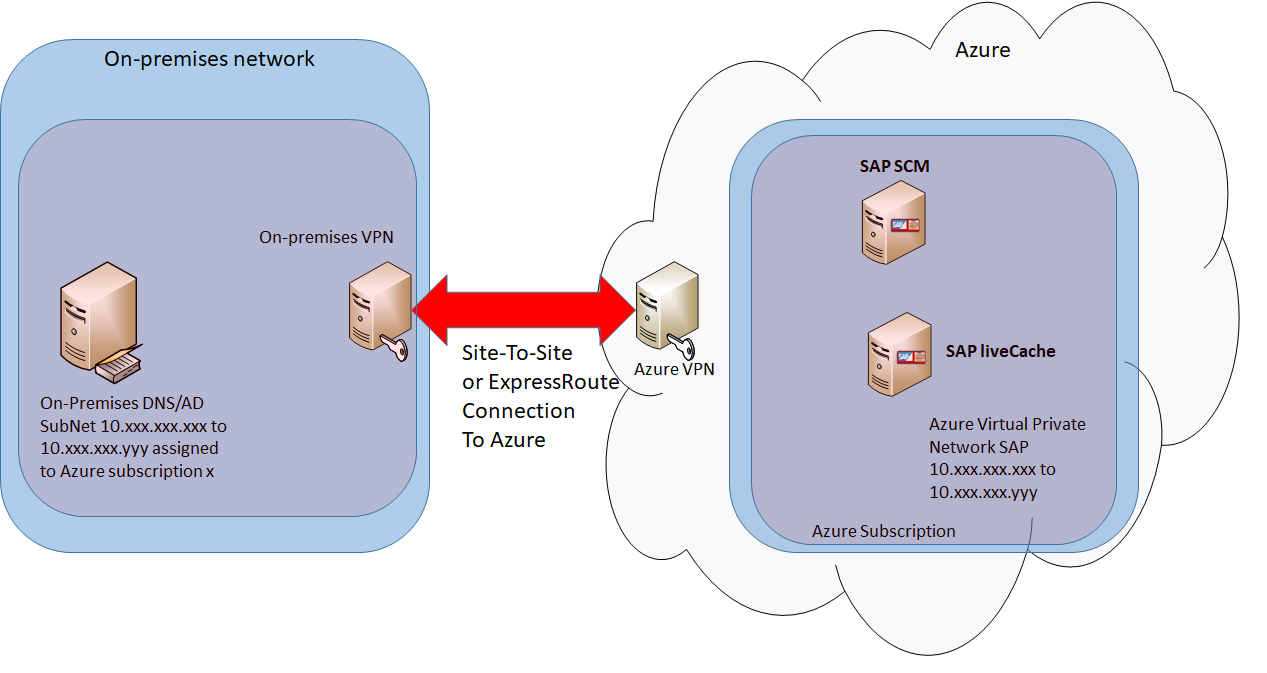 On-premises network
On-premises VPN
On-Premises DNS/AD
SubNet 10.xxx.xxx.xxx to
10.xxx.xxx.yyy assigned
to Azure subscription x
Site-To-Site
or ExpressRoute
Connection
To Azure
Azure
Azure VPN
SAP SCM
SAP
SAP liveCache
SAP
Azure Virtual Private
Network SAP
10.xxx.xxx.xxx to
10.xxx.xxx.yyy
Azure Subscription